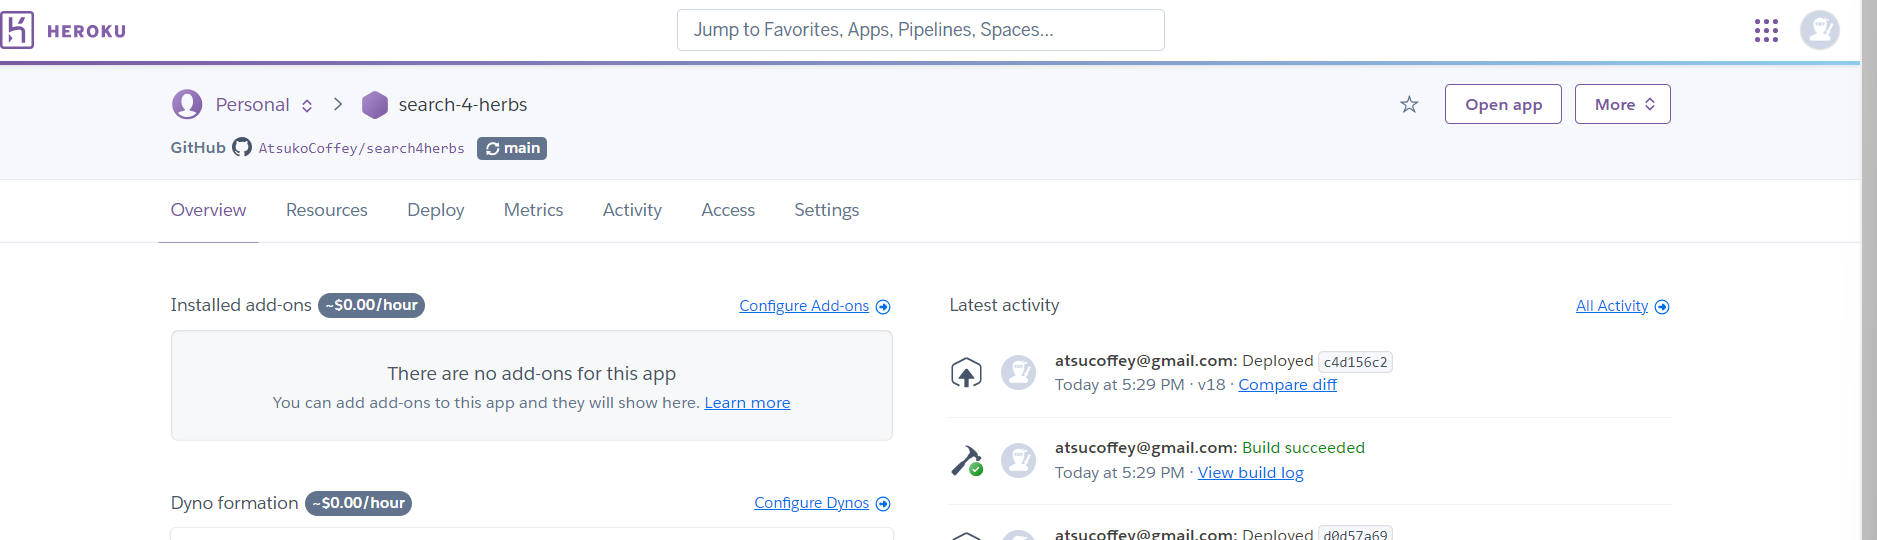 HEROKU
Jump to Favorites, Apps, Pipelines, Spaces...
Personal
search-4-herbs
Open app
More
GitHub AtsukoCoffey/search4herbs main
Overview Resources Deploy Metrics Activity Access Settings
Installed add-ons ~$0.00/hour Configure Add-ons
There are no add-ons for this app
You can add add-ons to this app and they will show here. Learn more
Dyno formation ~$0.00/hour Configure Dynos
Latest activity All Activity
atsucoffey@gmail.com: Deployed c4d156c2
Today at 5:29 PM · v18 · Compare diff
atsucoffey@gmail.com: Build succeeded
Today at 5:29 PM · View build log
atsucoffey@gmail.com: Deployed d0d57a69